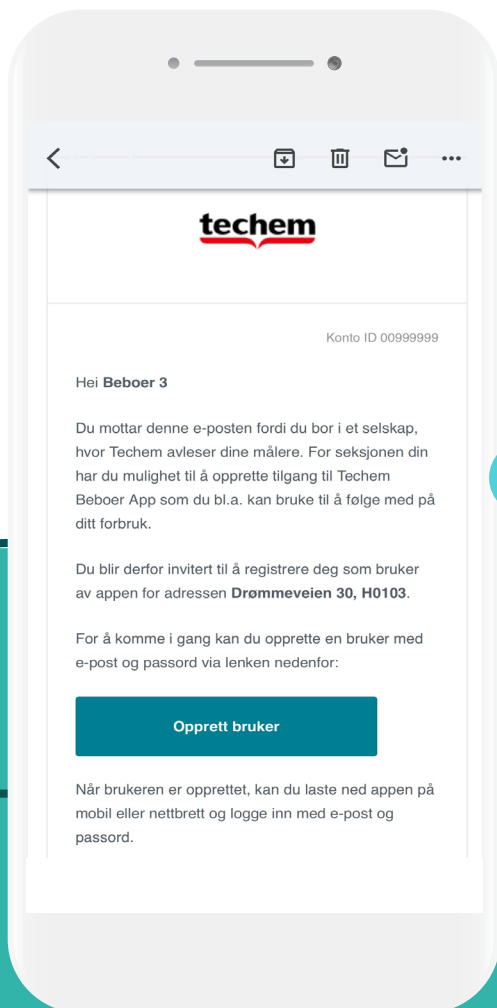 techem
Konto ID 00999999
Hei Beboer 3
Du mottar denne e-posten fordi du bor i et selskap,
hvor Techem avleser dine målere. For seksjonen din
har du mulighet til å opprette tilgang til Techem
Beboer App som du bl.a. kan bruke til å følge med på
ditt forbruk.
Du blir derfor invitert til å registrere deg som bruker
av appen for adressen Drømmeveien 30, H0103.
For å komme i gang kan du opprette en bruker med
e-post og passord via lenken nedenfor:
Opprett bruker
Når brukeren er opprettet, kan du laste ned appen på
mobil eller nettbrett og logge inn med e-post og
passord.